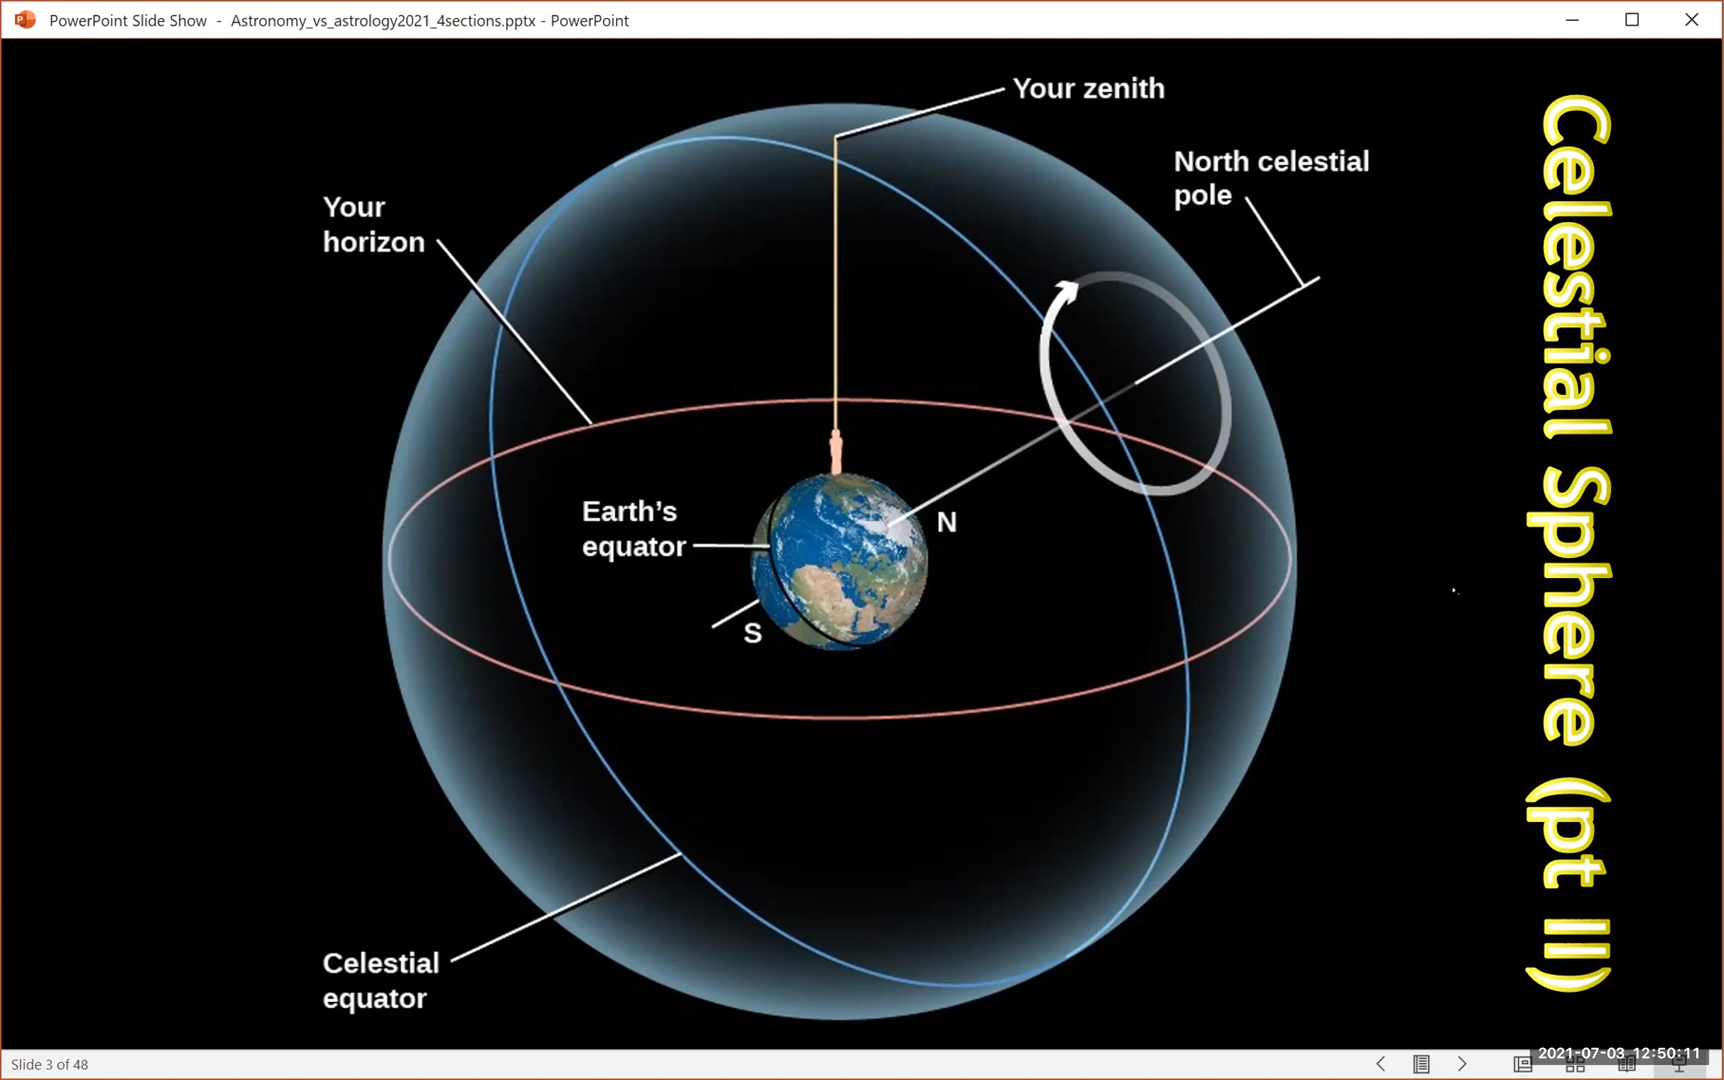 PowerPoint Slide Show - Astronomy_vs_astrology2021_4sections.pptx - PowerPoint
Your zenith
North celestial
pole
Your
horizon
Earth's
equator
N
S
Celestial
equator
Celestial Sphere (pt II)
Slide 3 of 48
2021-07-03 12:50:11